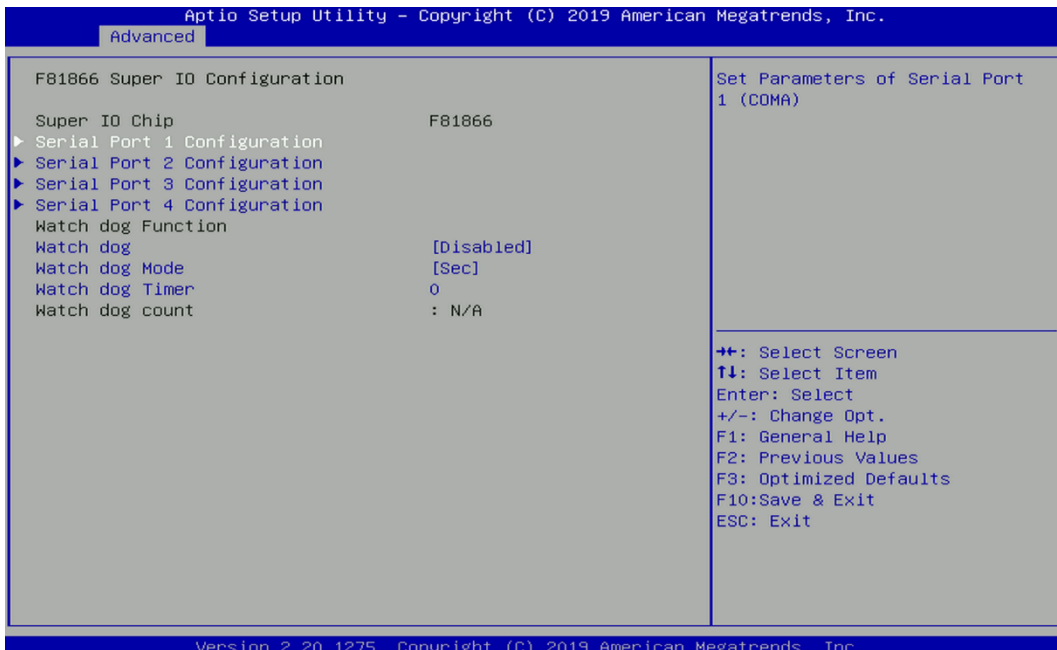 Aptio Setup Utility – Copyright (C) 2019 American Megatrends, Inc.
Advanced
F81866 Super IO Configuration
Super IO Chip F81866
▶ Serial Port 1 Configuration
▶ Serial Port 2 Configuration
▶ Serial Port 3 Configuration
▶ Serial Port 4 Configuration
Watch dog Function
Watch dog [Disabled]
Watch dog Mode [Sec]
Watch dog Timer 0
Watch dog count : N/A
Set Parameters of Serial Port
1 (COMA)
→←: Select Screen
↑↓: Select Item
Enter: Select
+/-: Change Opt.
F1: General Help
F2: Previous Values
F3: Optimized Defaults
F10:Save & Exit
ESC: Exit
Version 2.20.1275. Copyright (C) 2019 American Megatrends, Inc.